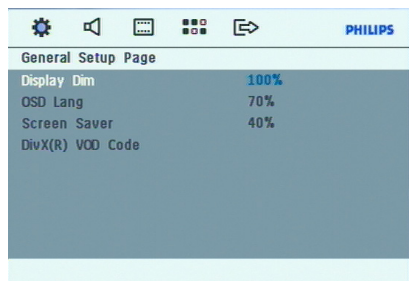 PHILIPS
General Setup Page
Display Dim 100%
OSD Lang 70%
Screen Saver 40%
DivX(R) VOD Code